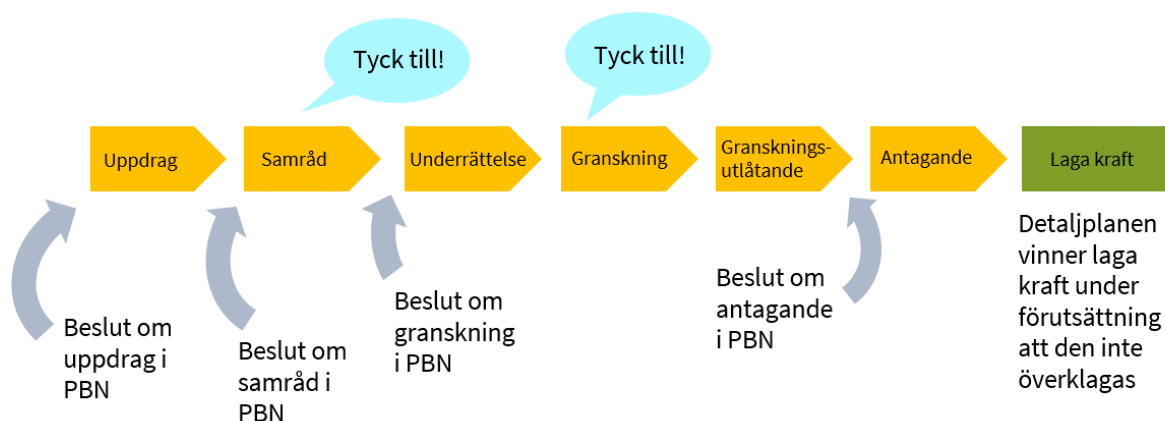 Tyck till!
Tyck till!
Uppdrag
Samråd
Underrättelse
Granskning
Gransknings-
utlåtande
Antagande
Laga kraft
Beslut om
uppdrag i
PBN
Beslut om
samråd i
PBN
Beslut om
granskning
i PBN
Beslut om
antagande
i PBN
Detaljplanen
vinner laga
kraft under
förutsättning
att den inte
överklagas